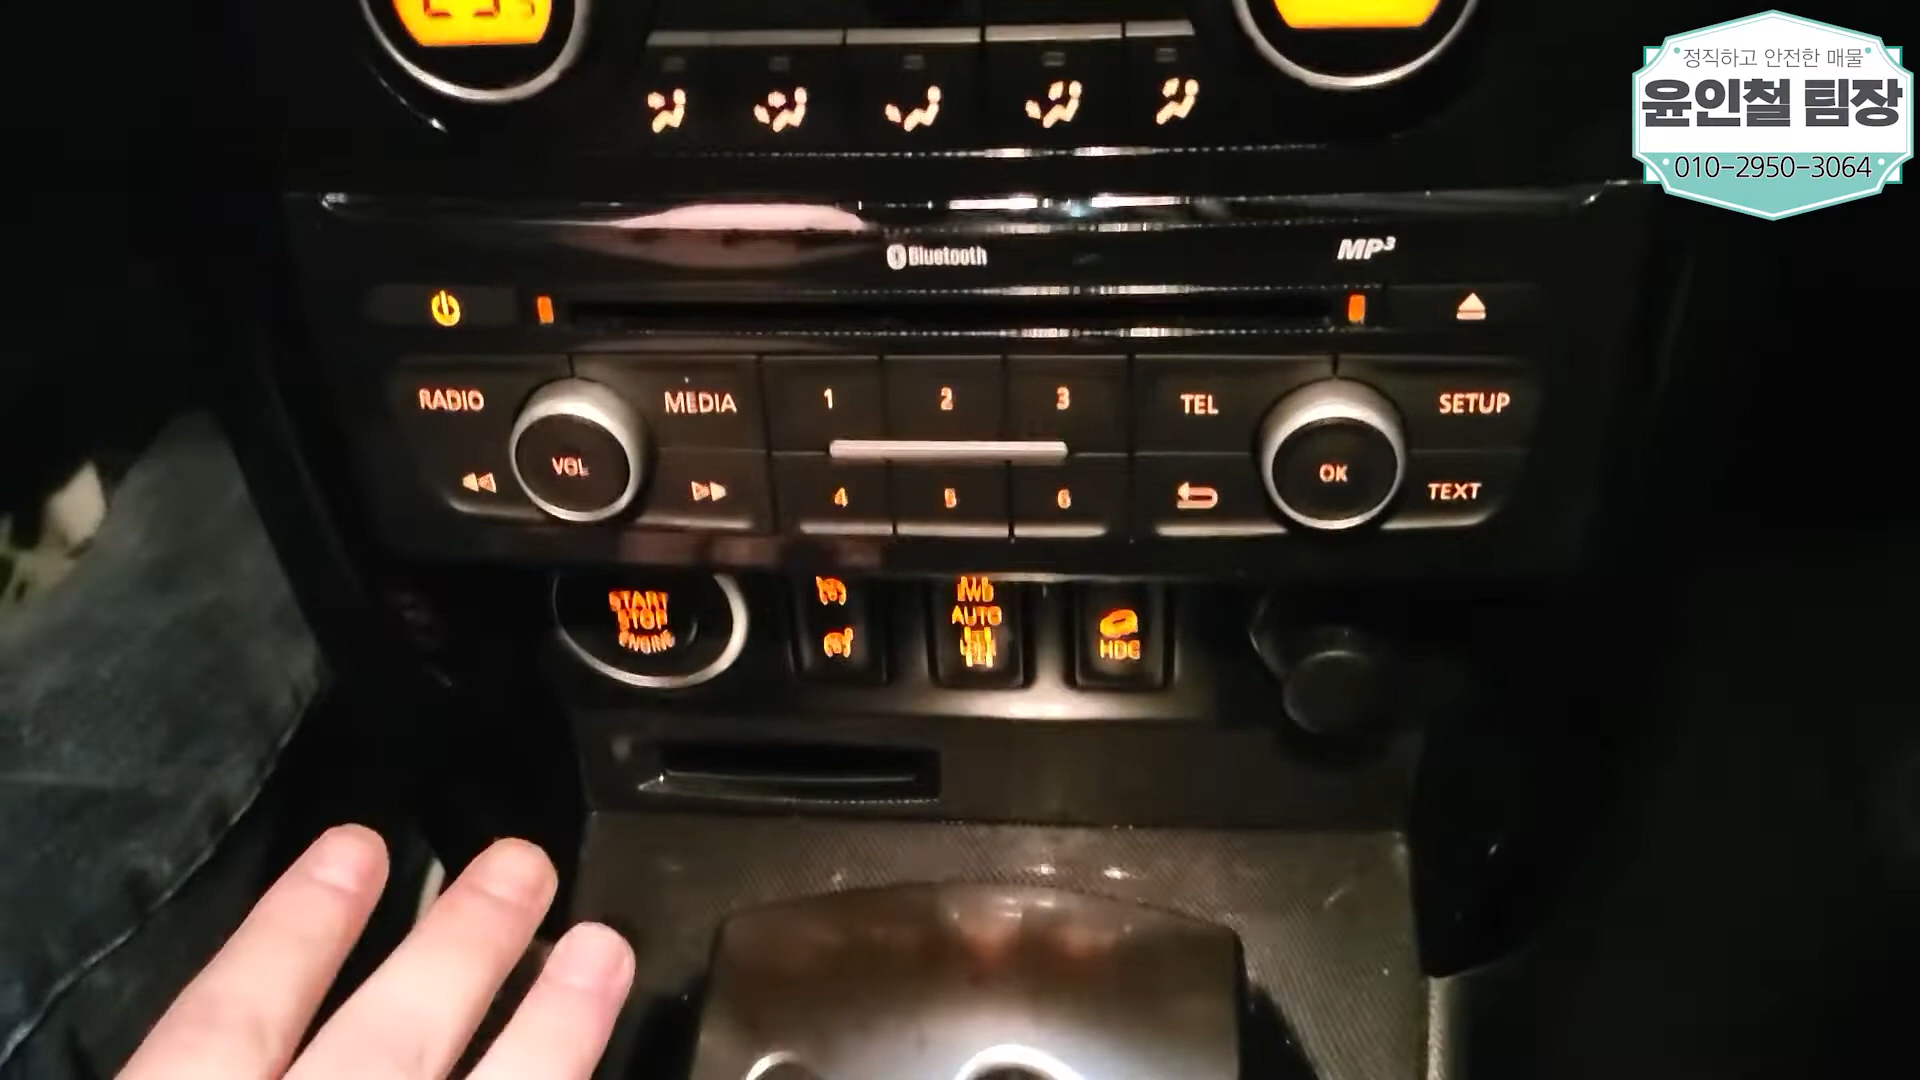 정직하고 안전한 매물
윤인철 팀장
010-2950-3064
Bluetooth
MP3
RADIO
MEDIA
1
2
3
TEL
SETUP
VOL
4
5
6
OK
TEXT
START
STOP
ENGINE
AUTO
HDC